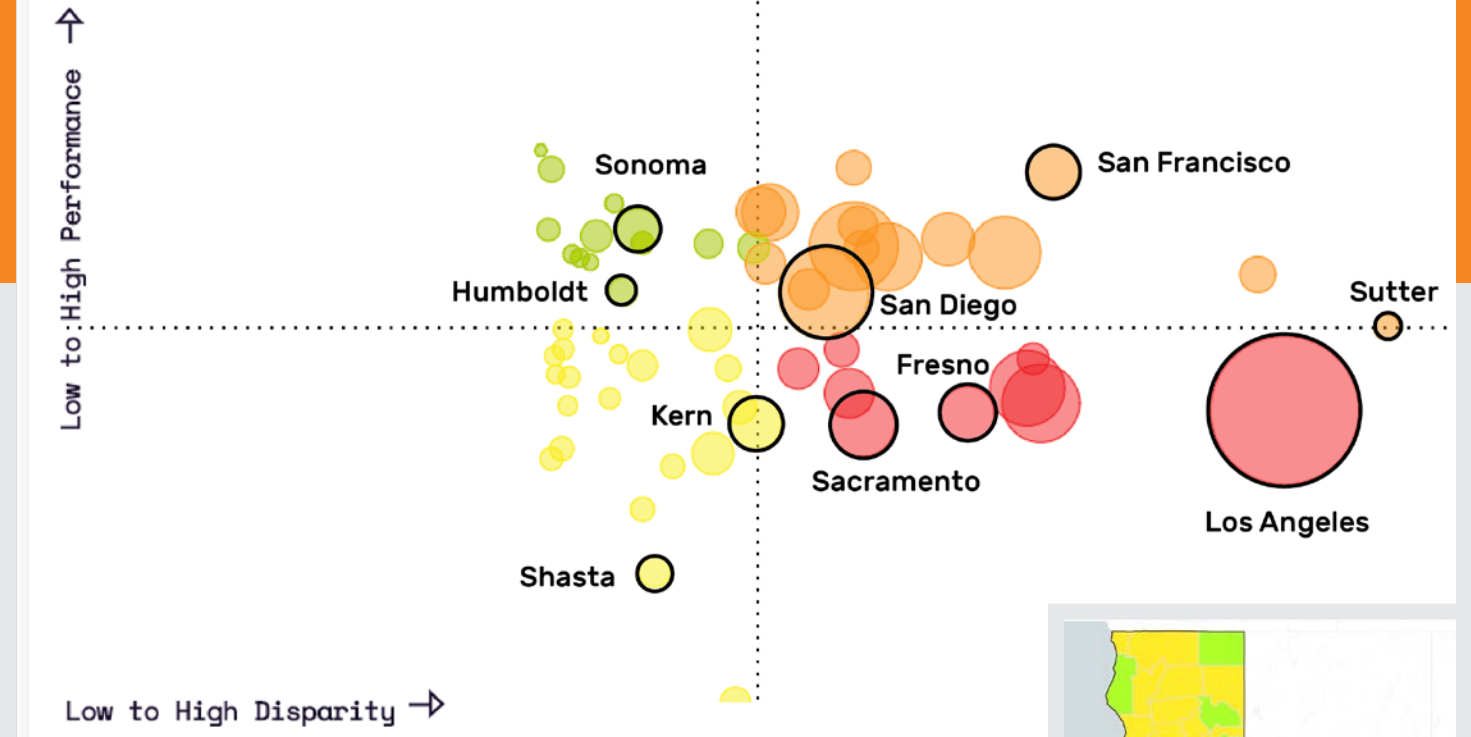 Low to High Performance
Sonoma
San Francisco
Humboldt
Sutter
San Diego
Fresno
Kern
Sacramento
Los Angeles
Shasta
Low to High Disparity